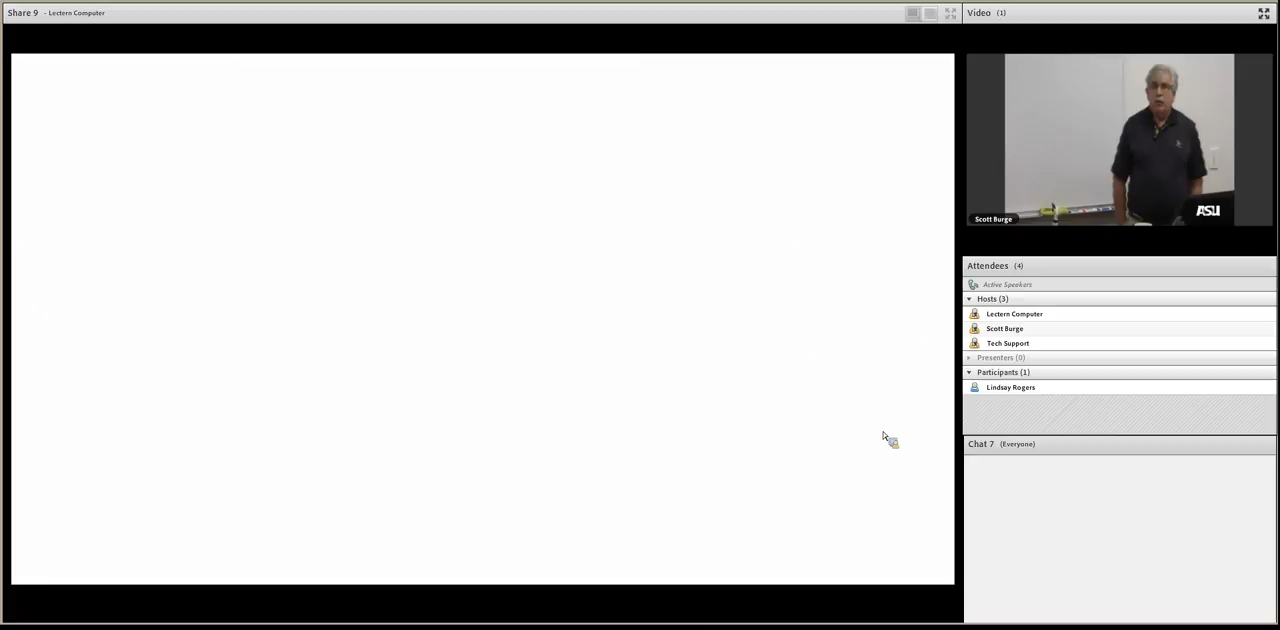 Share 9 - Lectern Computer
Video (1)
Scott Burge
ASU
Attendees (4)
Active Speakers
Hosts (3)
Lectern Computer
Scott Burge
Tech Support
Presenters (0)
Participants (1)
Lindsay Rogers
Chat 7 (Everyone)